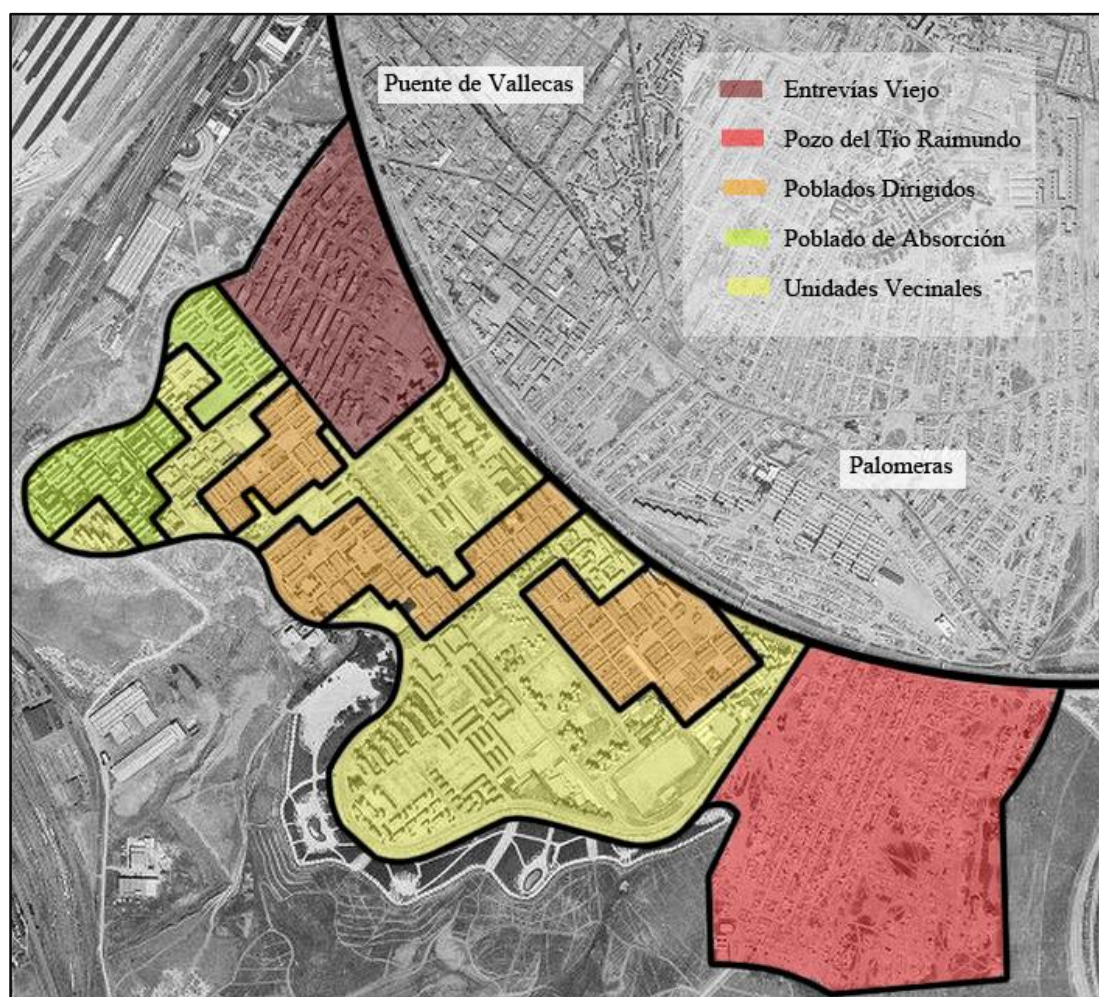 Puente de Vallecas
Entrevías Viejo
Pozo del Tío Raimundo
Poblados Dirigidos
Poblado de Absorción
Unidades Vecinales
Palomeras